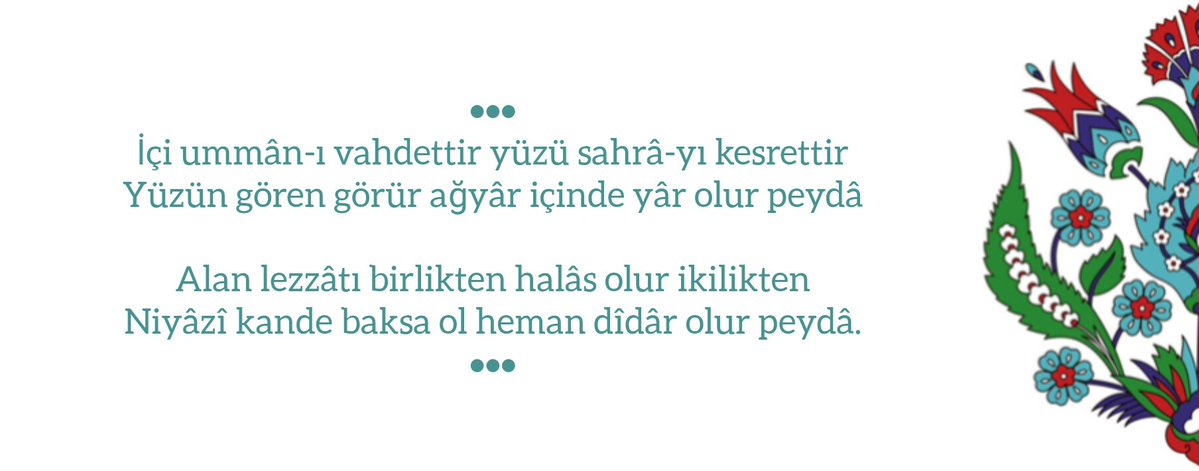 İçi ummân-ı vahdettir yüzü sahrâ-yı kesrettir
Yüzün gören görür ağyâr içinde yâr olur peydâ
Alan lezzâtı birlikten halâs olur ikilikten
Niyâzî kande baksa ol heman dîdâr olur peydâ.